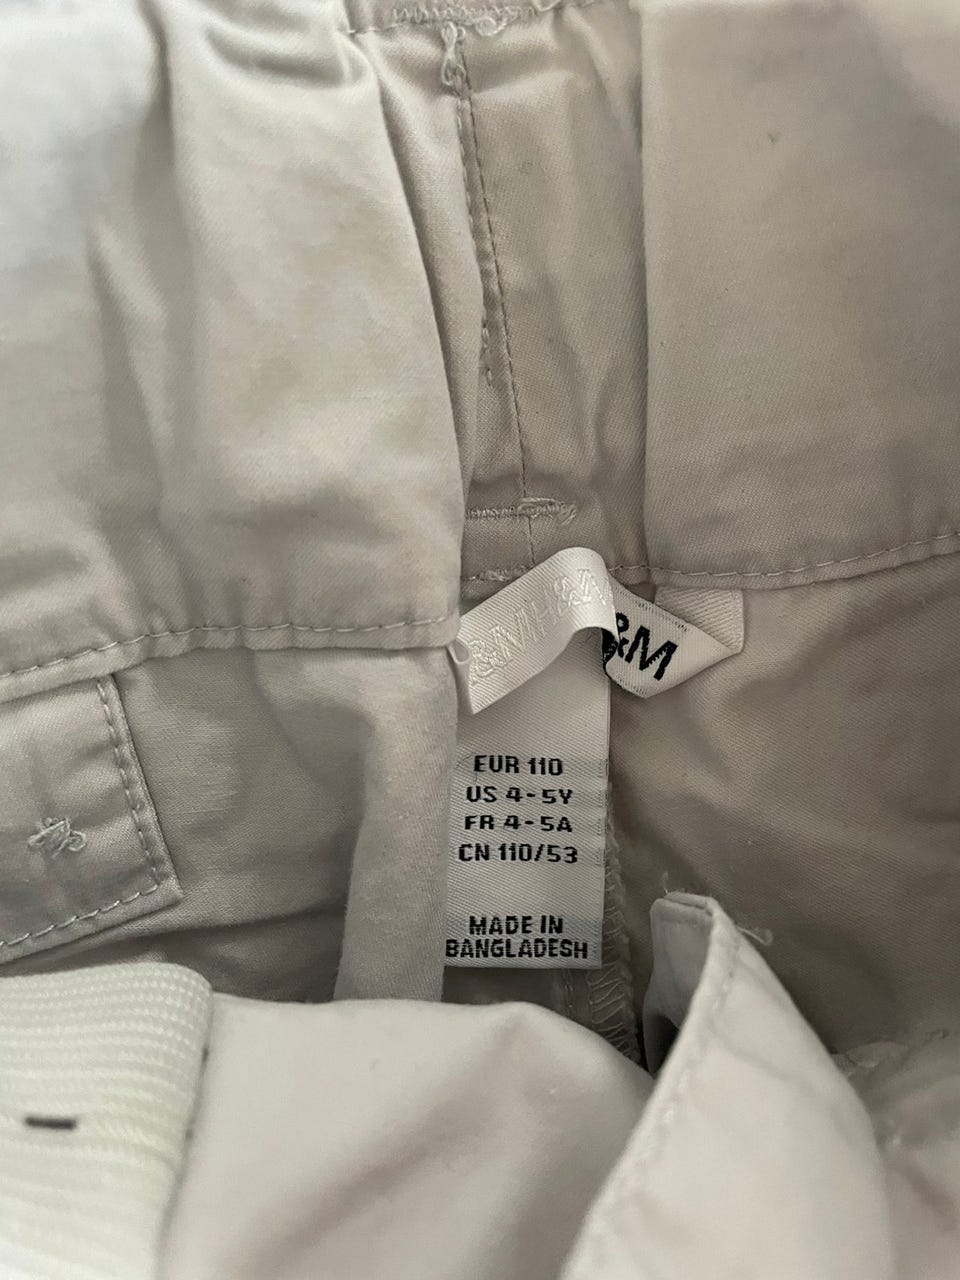 &M H&M
&M
EUR 110
US 4-5Y
FR 4-5A
CN 110/53
MADE IN
BANGLADESH